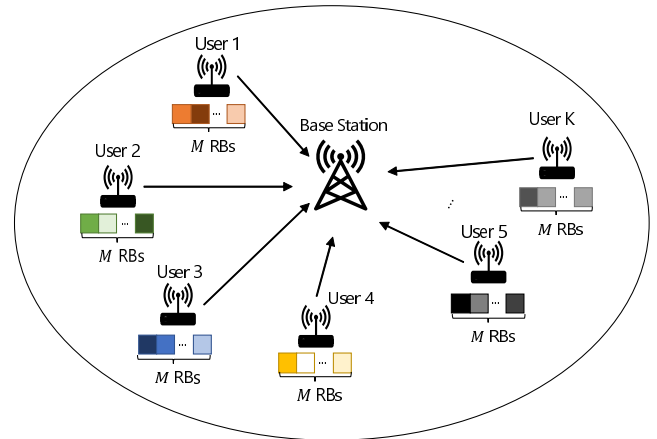 User 1
...
M RBs
Base Station
User K
...
M RBs
User 2
...
M RBs
User 5
...
M RBs
User 3
...
M RBs
User 4
...
M RBs